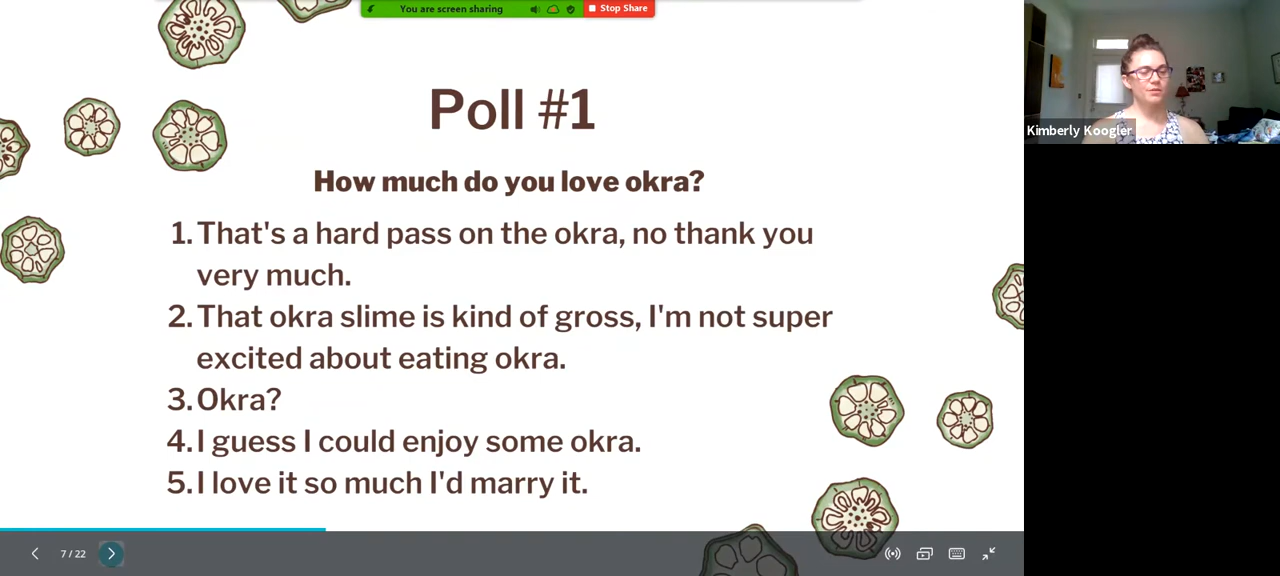 You are screen sharing
Stop Share
Poll #1
How much do you love okra?
1. That's a hard pass on the okra, no thank you
very much.
2. That okra slime is kind of gross, I'm not super
excited about eating okra.
3. Okra?
4. I guess I could enjoy some okra.
5. I love it so much I'd marry it.
7 / 22
Kimberly Koogler